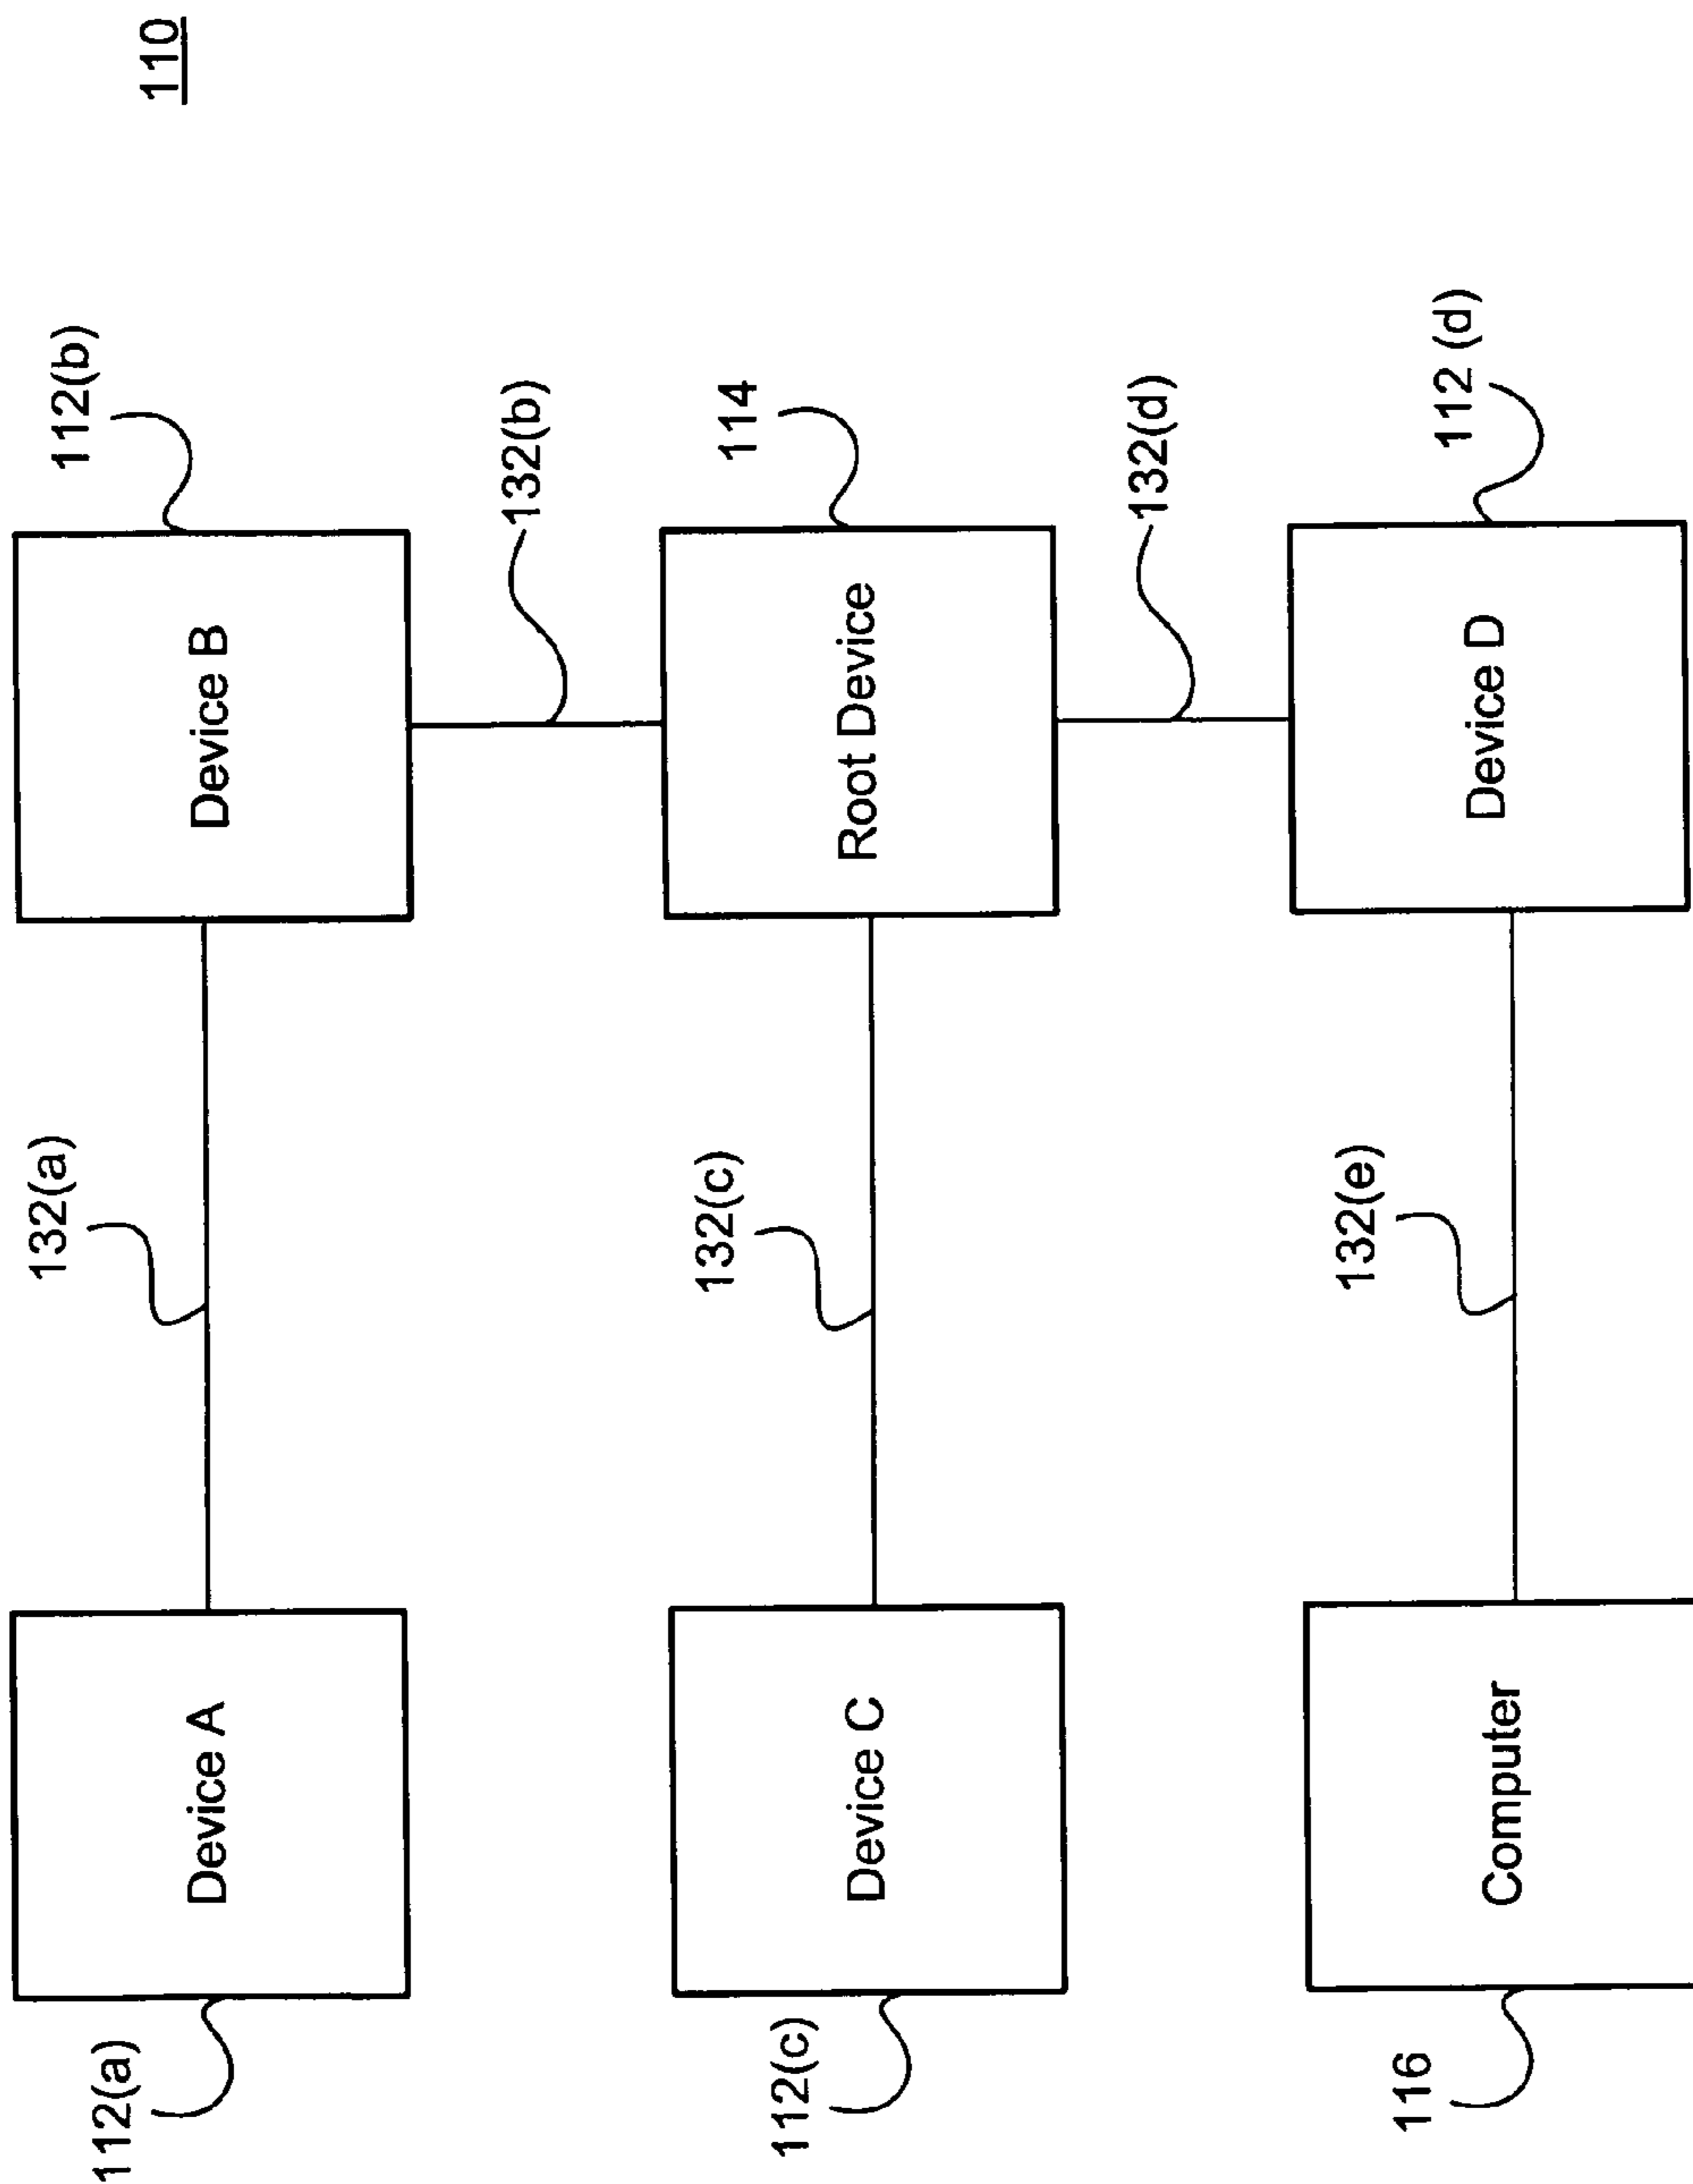 110
112(a)
Device A
132(a)
Device B
112(b)
132(b)
112(c)
Device C
132(c)
Root Device
114
132(d)
116
Computer
132(e)
Device D
112 (d)